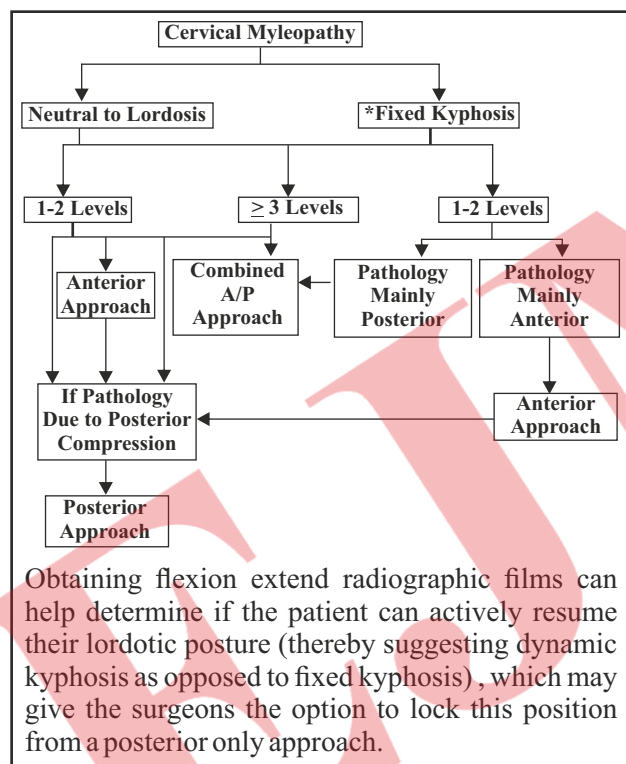 Cervical Myleopathy
Neutral to Lordosis
*Fixed Kyphosis
1-2 Levels
≥ 3 Levels
1-2 Levels
Anterior
Approach
Combined
A/P
Approach
Pathology
Mainly
Posterior
Pathology
Mainly
Anterior
If Pathology
Due to Posterior
Compression
Anterior
Approach
Posterior
Approach
Obtaining flexion extend radiographic films can
help determine if the patient can actively resume
their lordotic posture (thereby suggesting dynamic
kyphosis as opposed to fixed kyphosis) , which may
give the surgeons the option to lock this position
from a posterior only approach.